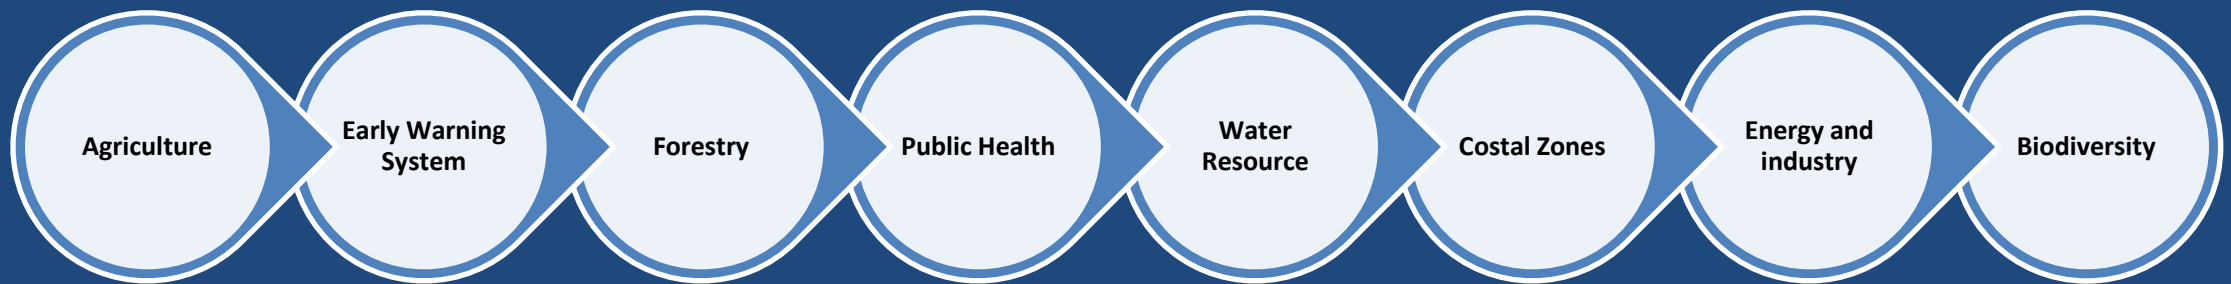 Agriculture
Early Warning
System
Forestry
Public Health
Water
Resource
Costal Zones
Energy and
industry
Biodiversity